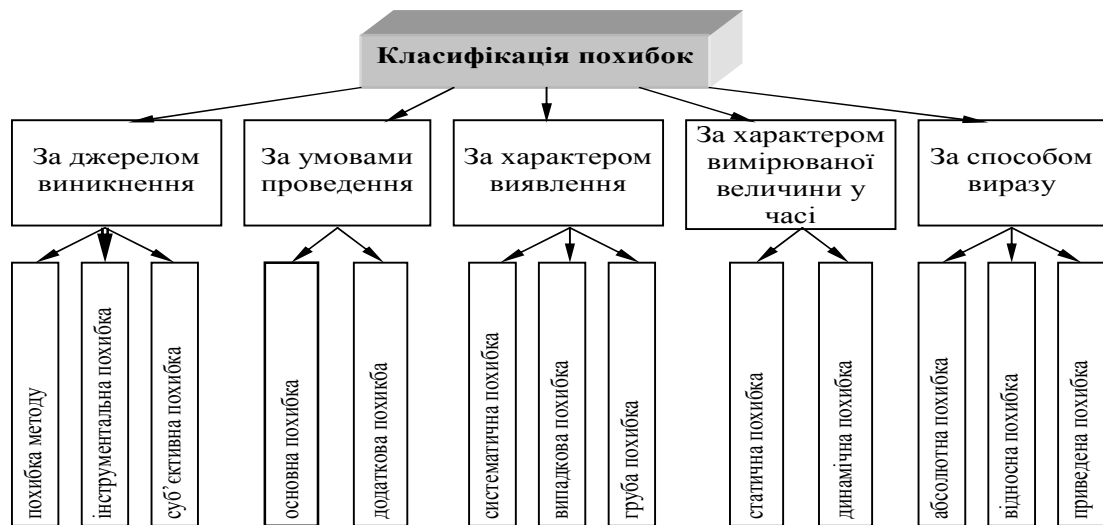 Класифікація похибок
За джерелом
виникнення
За умовами
проведення
За характером
виявлення
За характером
вимірюваної
величини у
часі
За способом
виразу
похибка методу
інструментальна похибка
суб’єктивна похибка
основна похибка
додаткова похикба
систематична похибка
випадкова похибка
груба похибка
статична похибка
динамічна похибка
абсолютна похибка
відносна похибка
приведена похибка